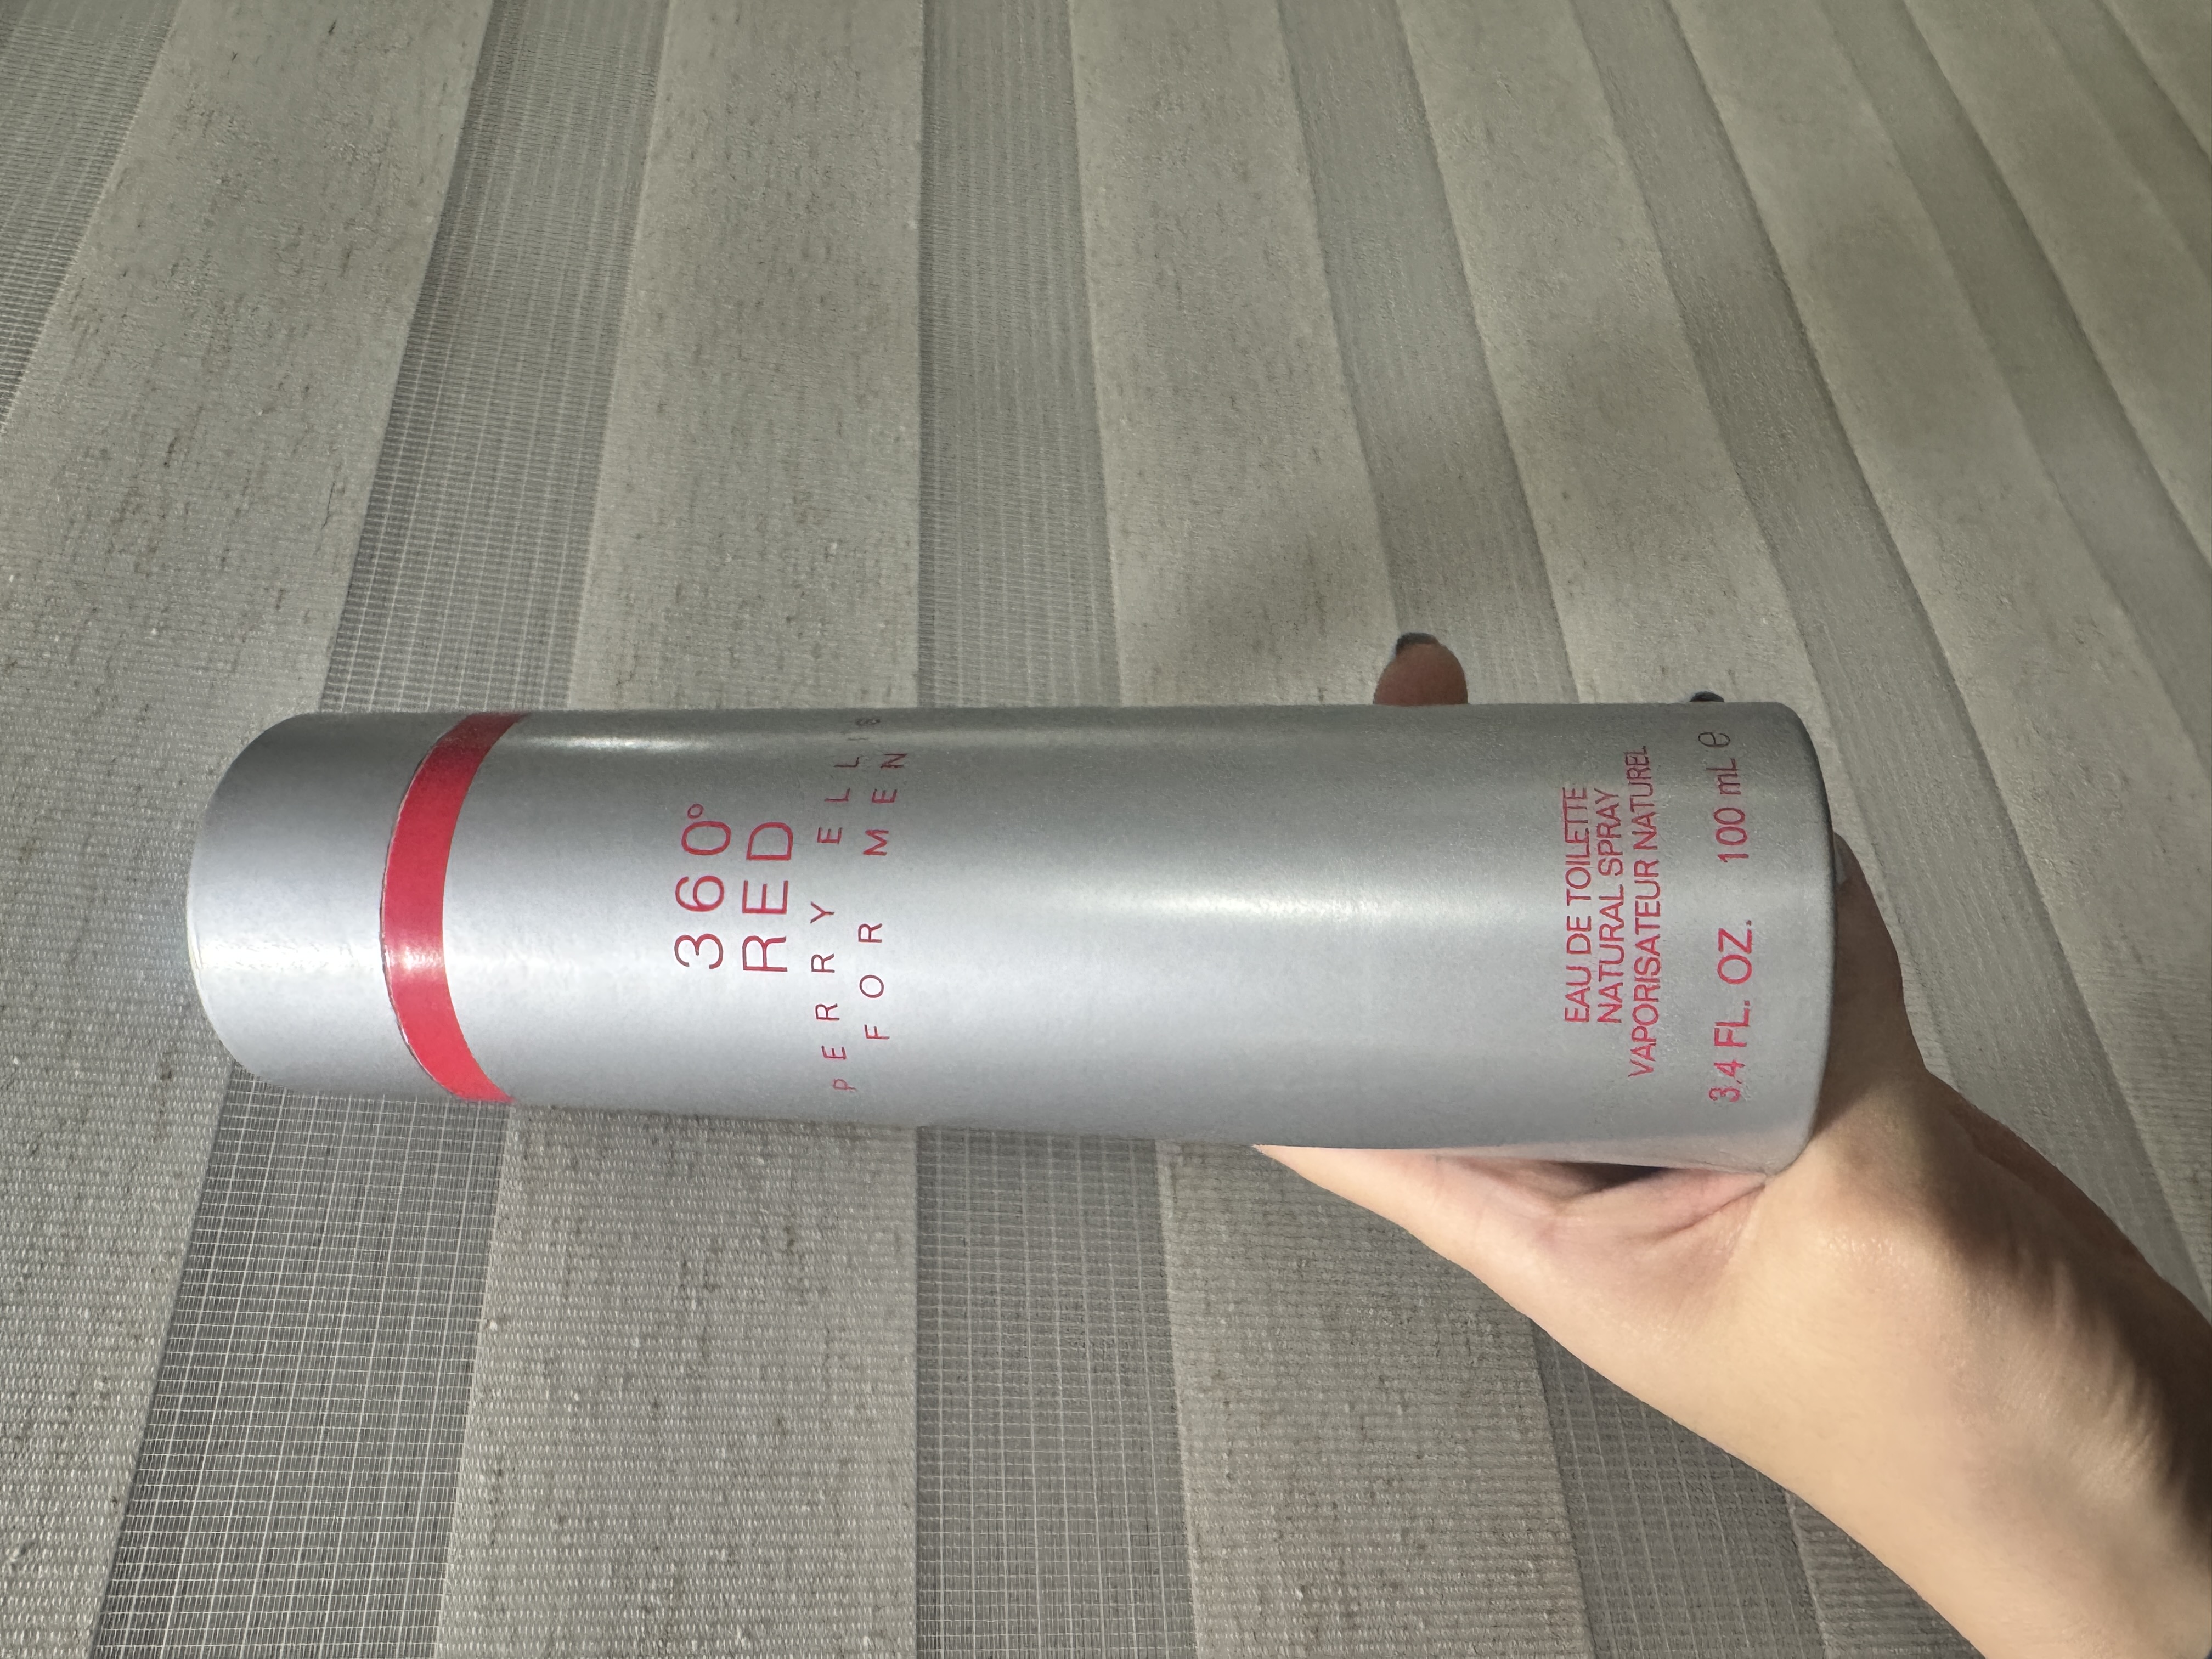 360°
RED
PERRY ELLIS
FOR MEN
EAU DE TOILETTE
NATURAL SPRAY
VAPORISATEUR NATUREL
3.4 FL. OZ. 100 mL e